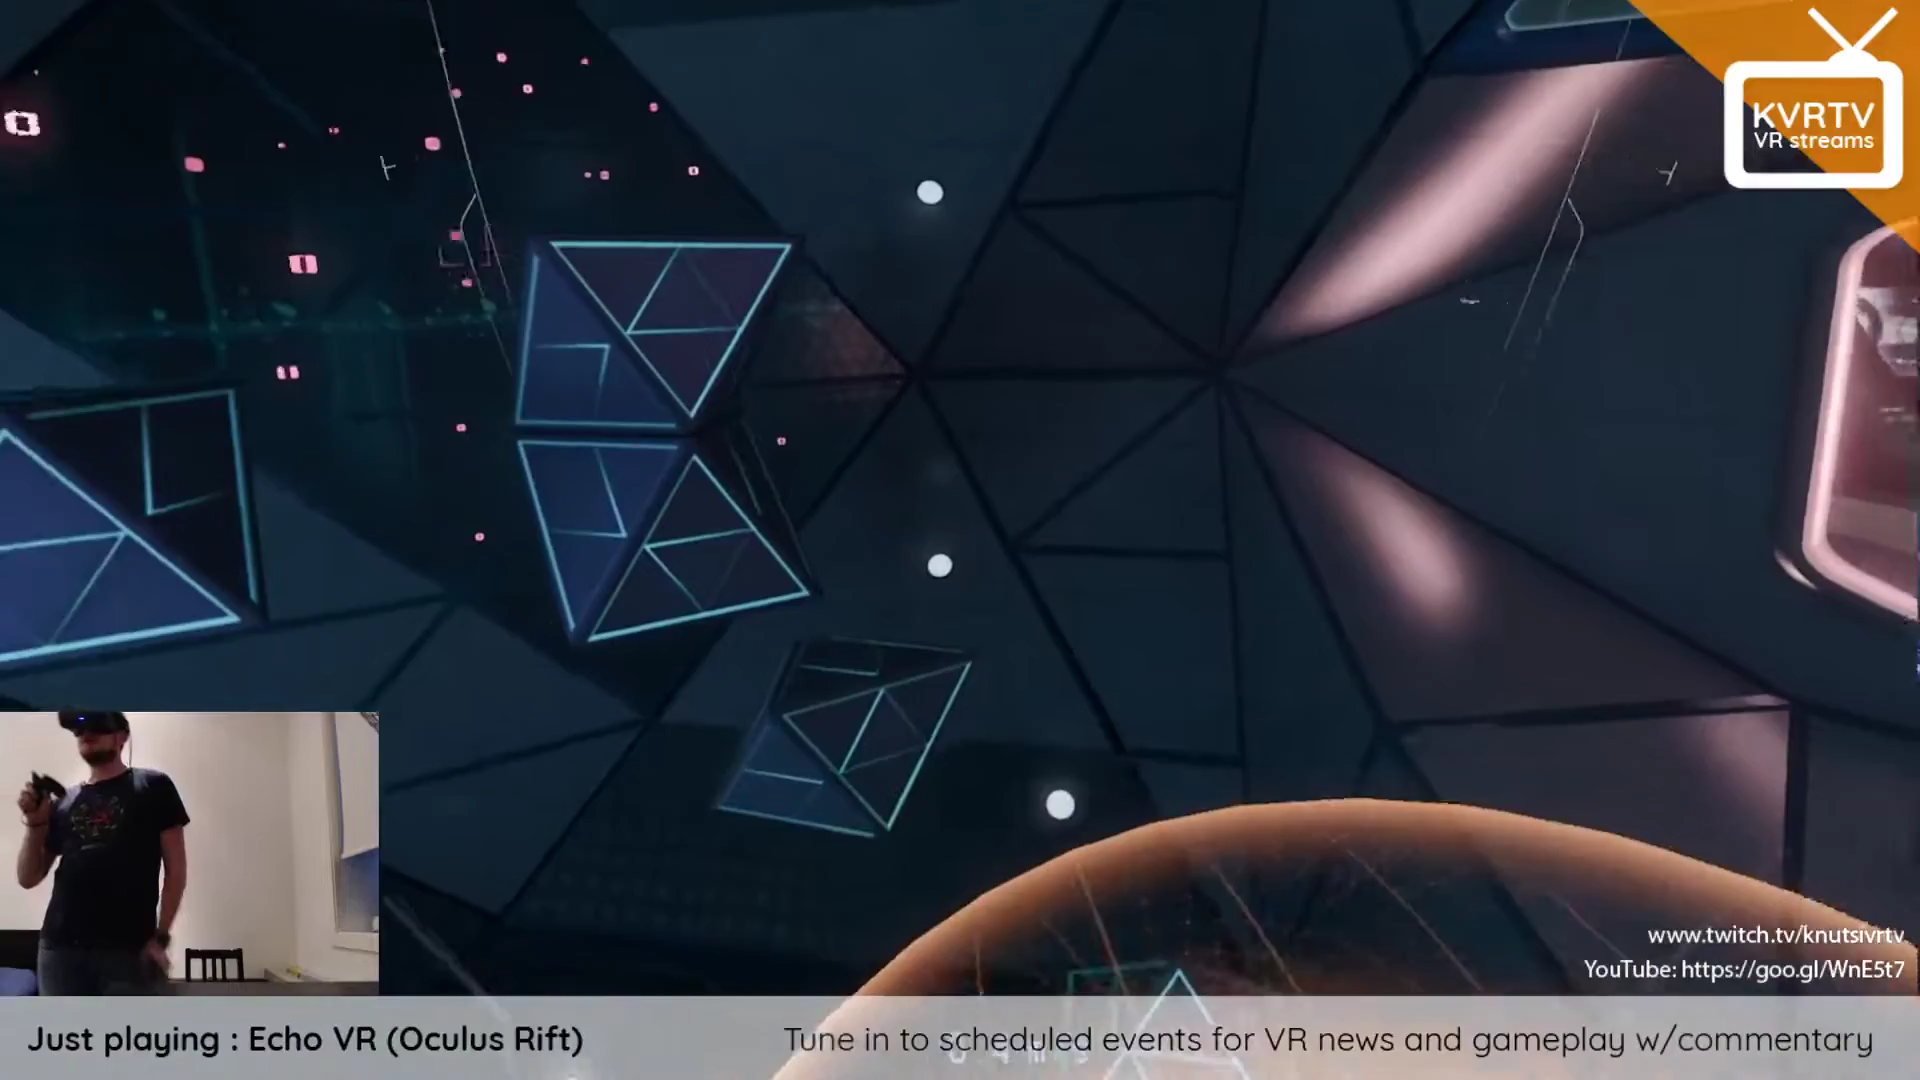 KVRTV
VR streams
www.twitch.tv/knutsivrtv
YouTube: https://goo.gl/WnE5t7
Just playing : Echo VR (Oculus Rift)
Tune in to scheduled events for VR news and gameplay w/commentary